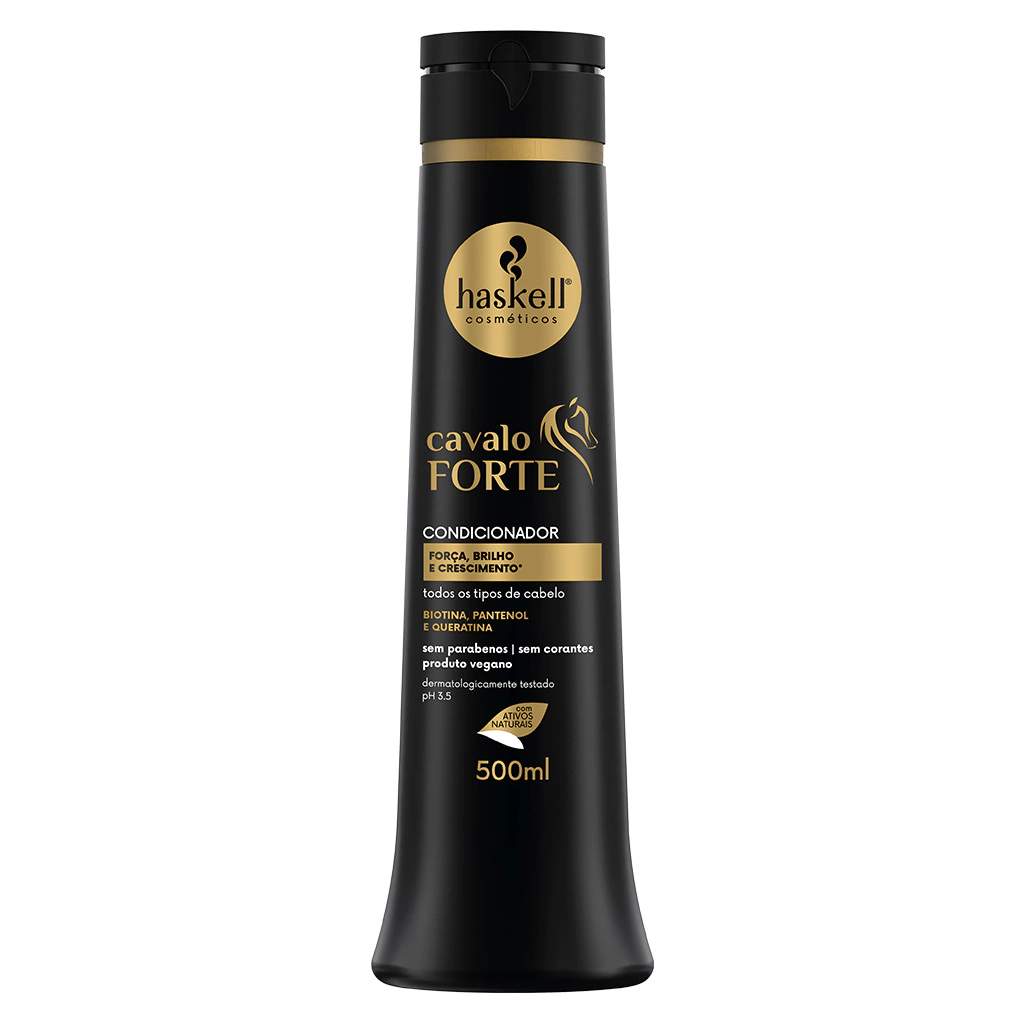 haskell®
cosméticos
cavalo
FORTE
CONDICIONADOR
FORÇA, BRILHO
E CRESCIMENTO*
todos os tipos de cabelo
BIOTINA, PANTENOL
E QUERATINA
sem parabenos | sem corantes
produto vegano
dermatologicamente testado
pH 3.5
com
ATIVOS
NATURAIS
500ml